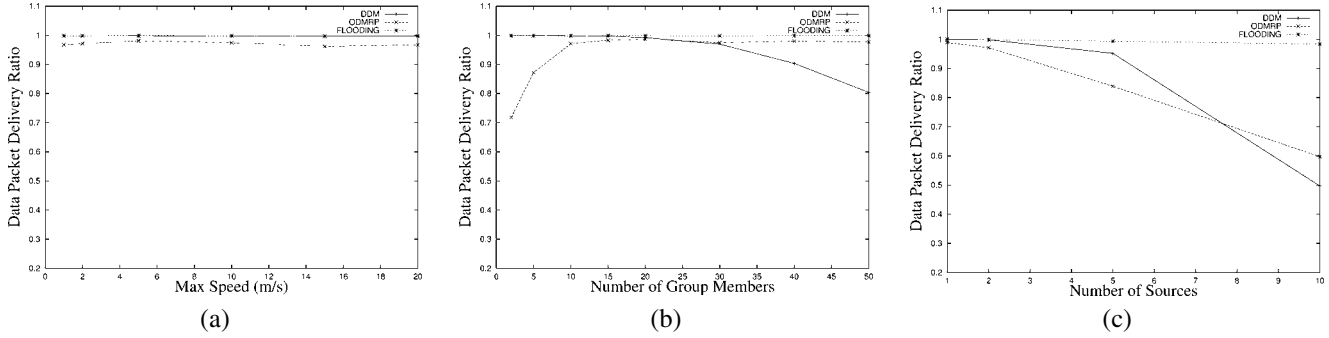 1.1
1
0.9
0.8
0.7
0.6
0.5
0.4
0.3
0.2
Data Packet Delivery Ratio
DDM
ODMRP
FLOODING
0 2 4 6 8 10 12 14 16 18 20
Max Speed (m/s)
(a)
1.1
1
0.9
0.8
0.7
0.6
0.5
0.4
0.3
0.2
Data Packet Delivery Ratio
DDM
ODMRP
FLOODING
0 5 10 15 20 25 30 35 40 45 50
Number of Group Members
(b)
1.1
1
0.9
0.8
0.7
0.6
0.5
0.4
0.3
0.2
Data Packet Delivery Ratio
DDM
ODMRP
FLOODING
1 2 3 4 5 6 7 8 9 10
Number of Sources
(c)